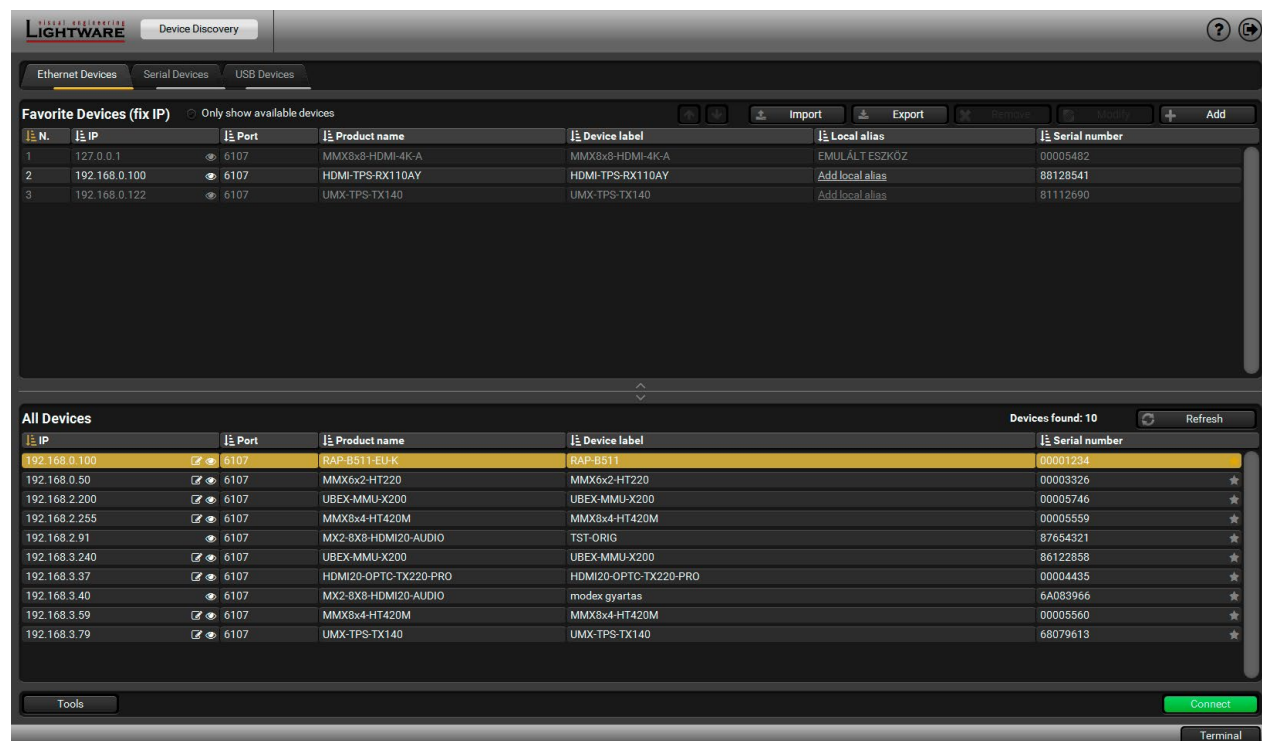 visual engineering
LIGHTWARE Device Discovery ?
Ethernet Devices Serial Devices USB Devices
Favorite Devices (fix IP) Only show available devices Import Export Remove Modify Add
N. IP Port Product name Device label Local alias Serial number
1 127.0.0.1 6107 MMX8x8-HDMI-4K-A MMX8x8-HDMI-4K-A EMULÁLT ESZKÖZ 00005482
2 192.168.0.100 6107 HDMI-TPS-RX110AY HDMI-TPS-RX110AY Add local alias 88128541
3 192.168.0.122 6107 UMX-TPS-TX140 UMX-TPS-TX140 Add local alias 81112690
All Devices Devices found: 10 Refresh
IP Port Product name Device label Serial number
192.168.0.100 6107 RAP-B511-EU-K RAP-B511 00001234
192.168.0.50 6107 MMX6x2-HT220 MMX6x2-HT220 00003326
192.168.2.200 6107 UBEX-MMU-X200 UBEX-MMU-X200 00005746
192.168.2.255 6107 MMX8x4-HT420M MMX8x4-HT420M 00005559
192.168.2.91 6107 MX2-8X8-HDMI20-AUDIO TST-ORIG 87654321
192.168.3.240 6107 UBEX-MMU-X200 UBEX-MMU-X200 86122858
192.168.3.37 6107 HDMI20-OPTC-TX220-PRO HDMI20-OPTC-TX220-PRO 00004435
192.168.3.40 6107 MX2-8X8-HDMI20-AUDIO modex gyartas 6A083966
192.168.3.59 6107 MMX8x4-HT420M MMX8x4-HT420M 00005560
192.168.3.79 6107 UMX-TPS-TX140 UMX-TPS-TX140 68079613
Tools Connect
Terminal